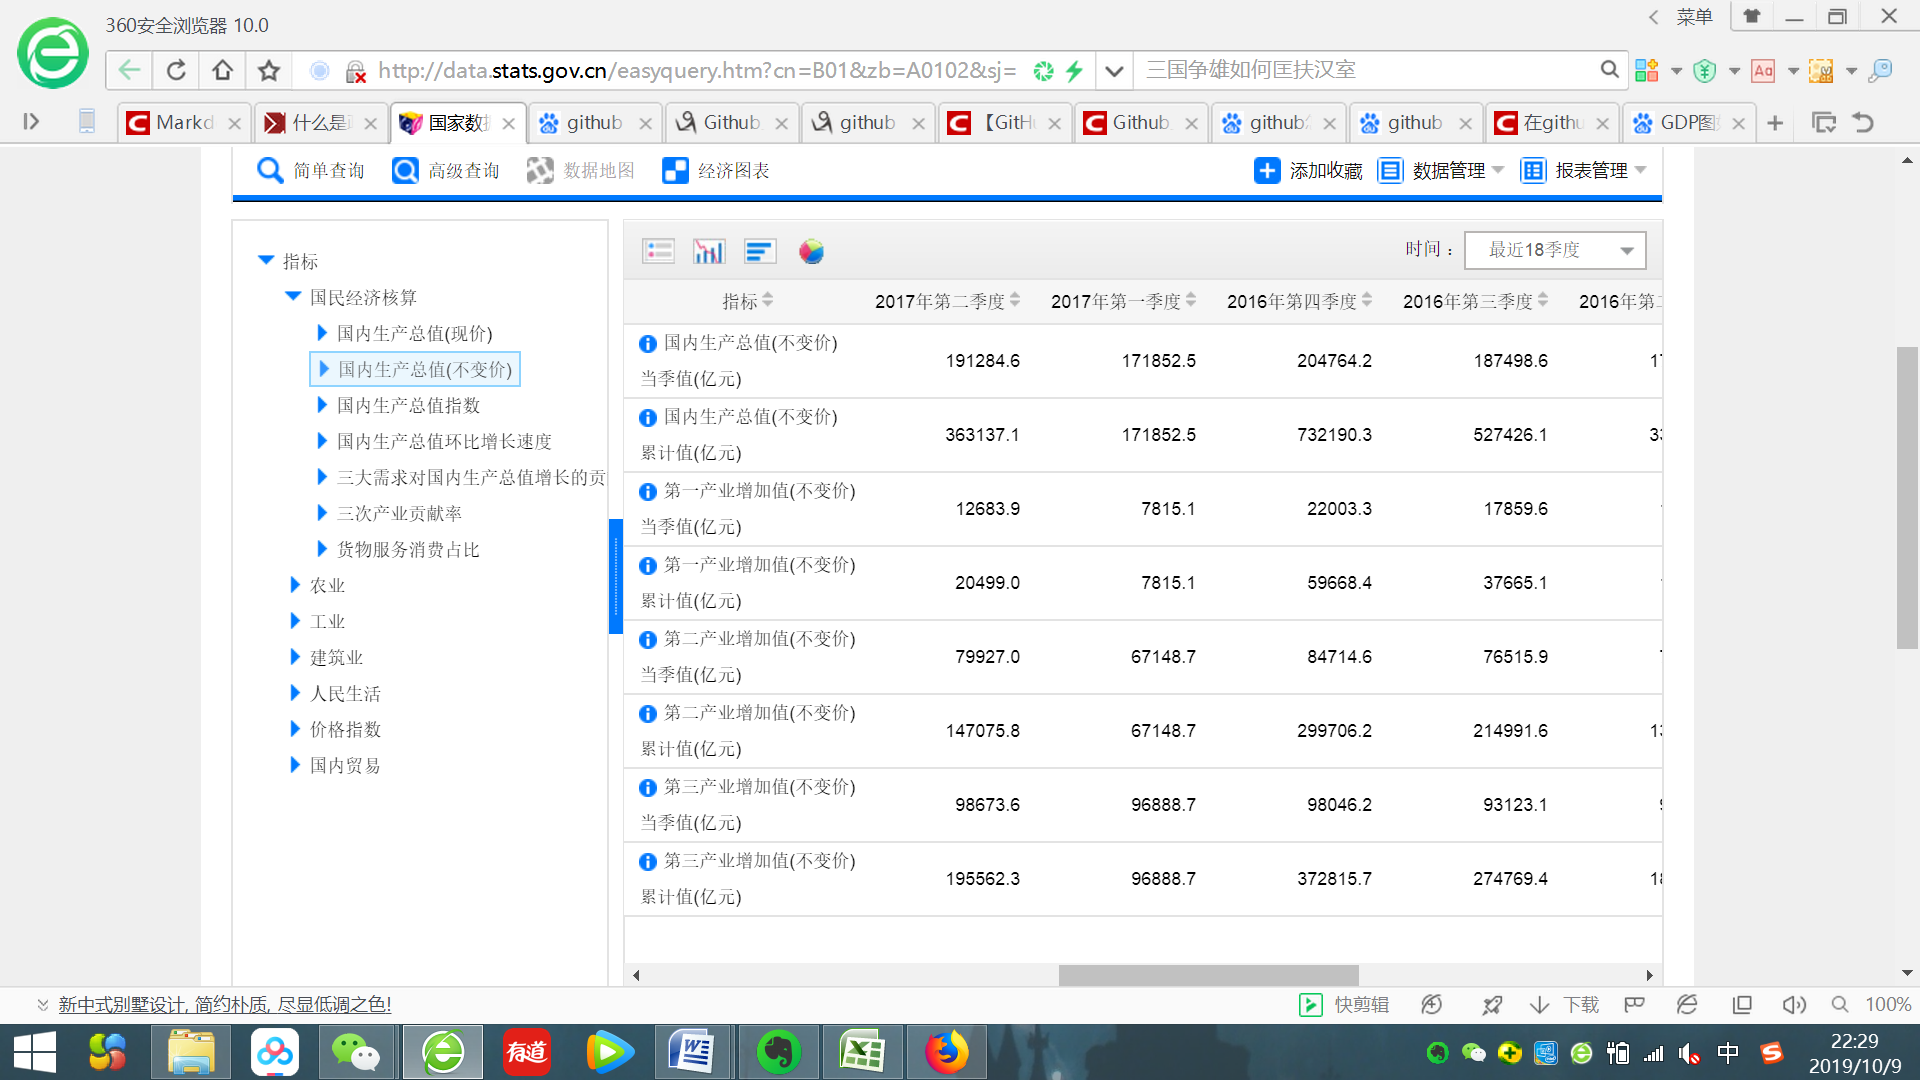 360安全浏览器 10.0
菜单
http://data.stats.gov.cn/easyquery.htm?cn=B01&zb=A0102&sj=
三国争雄如何匡扶汉室
Markd
什么是
国家数据
github
Github
github
【GitH
Github
github
github
在githu
GDP图
简单查询
高级查询
数据地图
经济图表
添加收藏
数据管理
报表管理
指标
国民经济核算
国内生产总值(现价)
国内生产总值(不变价)
国内生产总值指数
国内生产总值环比增长速度
三大需求对国内生产总值增长的贡
三次产业贡献率
货物服务消费占比
农业
工业
建筑业
人民生活
价格指数
国内贸易
时间：
最近18季度
指标 2017年第二季度 2017年第一季度 2016年第四季度 2016年第三季度 2016年第二
国内生产总值(不变价)
当季值(亿元)
191284.6 171852.5 204764.2 187498.6 17
国内生产总值(不变价)
累计值(亿元)
363137.1 171852.5 732190.3 527426.1 33
第一产业增加值(不变价)
当季值(亿元)
12683.9 7815.1 22003.3 17859.6
第一产业增加值(不变价)
累计值(亿元)
20499.0 7815.1 59668.4 37665.1
第二产业增加值(不变价)
当季值(亿元)
79927.0 67148.7 84714.6 76515.9
第二产业增加值(不变价)
累计值(亿元)
147075.8 67148.7 299706.2 214991.6 13
第三产业增加值(不变价)
当季值(亿元)
98673.6 96888.7 98046.2 93123.1
第三产业增加值(不变价)
累计值(亿元)
195562.3 96888.7 372815.7 274769.4 18
新中式别墅设计, 简约朴质, 尽显低调之色!
快剪辑
下载
100%
有道
中
22:29
2019/10/9